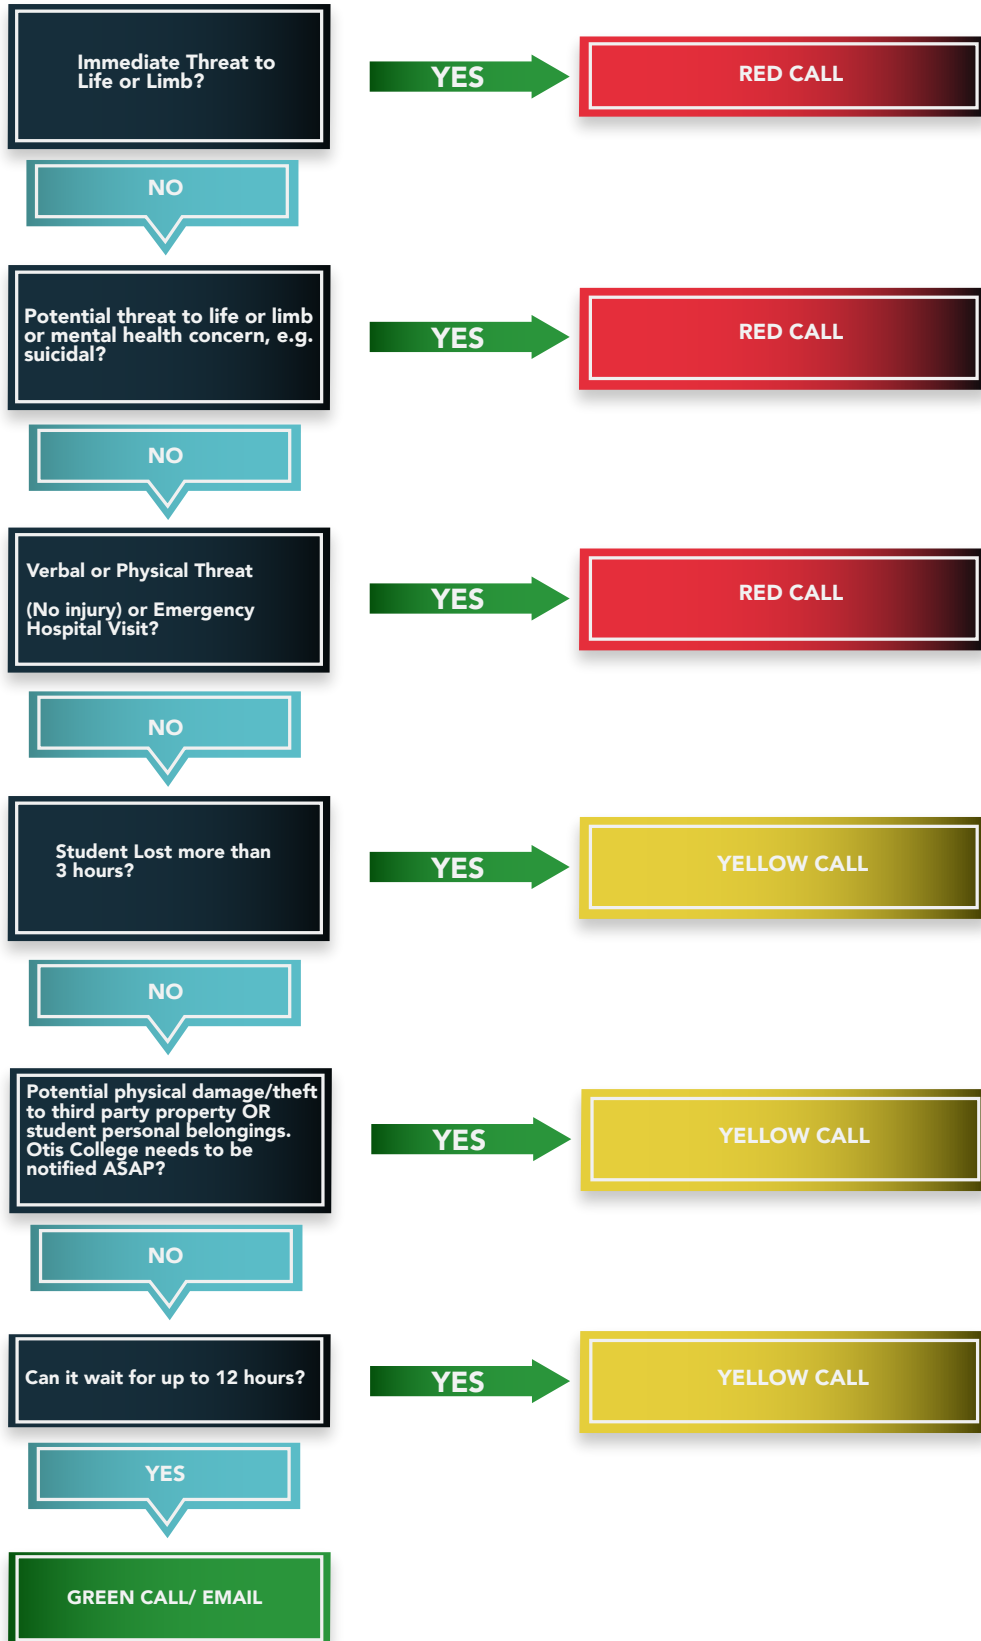 Immediate Threat to
Life or Limb?
YES
RED CALL
NO
Potential threat to life or limb
or mental health concern, e.g.
suicidal?
YES
RED CALL
NO
Verbal or Physical Threat
(No injury) or Emergency
Hospital Visit?
YES
RED CALL
NO
Student Lost more than
3 hours?
YES
YELLOW CALL
NO
Potential physical damage/theft
to third party property OR
student personal belongings.
Otis College needs to be
notified ASAP?
YES
YELLOW CALL
NO
Can it wait for up to 12 hours?
YES
YELLOW CALL
YES
GREEN CALL/ EMAIL